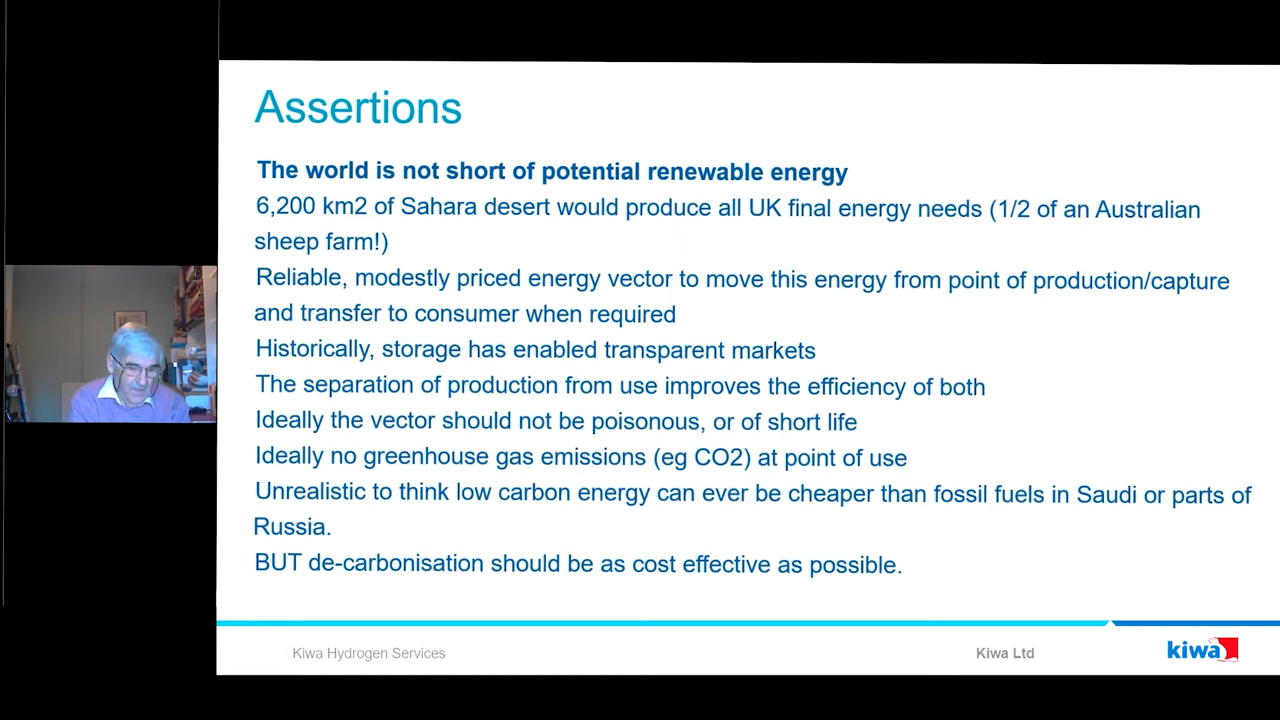 Assertions
The world is not short of potential renewable energy
6,200 km2 of Sahara desert would produce all UK final energy needs (1/2 of an Australian
sheep farm!)
Reliable, modestly priced energy vector to move this energy from point of production/capture
and transfer to consumer when required
Historically, storage has enabled transparent markets
The separation of production from use improves the efficiency of both
Ideally the vector should not be poisonous, or of short life
Ideally no greenhouse gas emissions (eg CO2) at point of use
Unrealistic to think low carbon energy can ever be cheaper than fossil fuels in Saudi or parts of
Russia.
BUT de-carbonisation should be as cost effective as possible.
Kiwa Hydrogen Services
Kiwa Ltd
kiwa